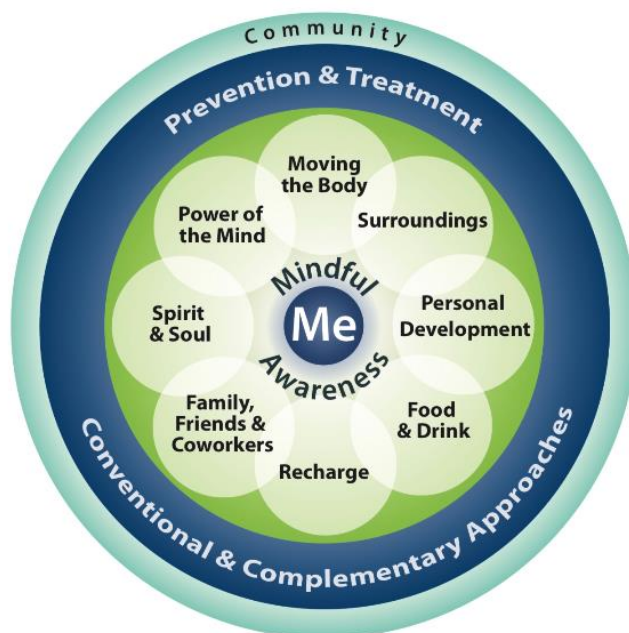 Community
Prevention & Treatment
Moving
the Body
Surroundings
Personal
Development
Food
& Drink
Recharge
Family,
Friends &
Coworkers
Spirit
& Soul
Power of
the Mind
Mindful
Me
Awareness
Conventional & Complementary Approaches